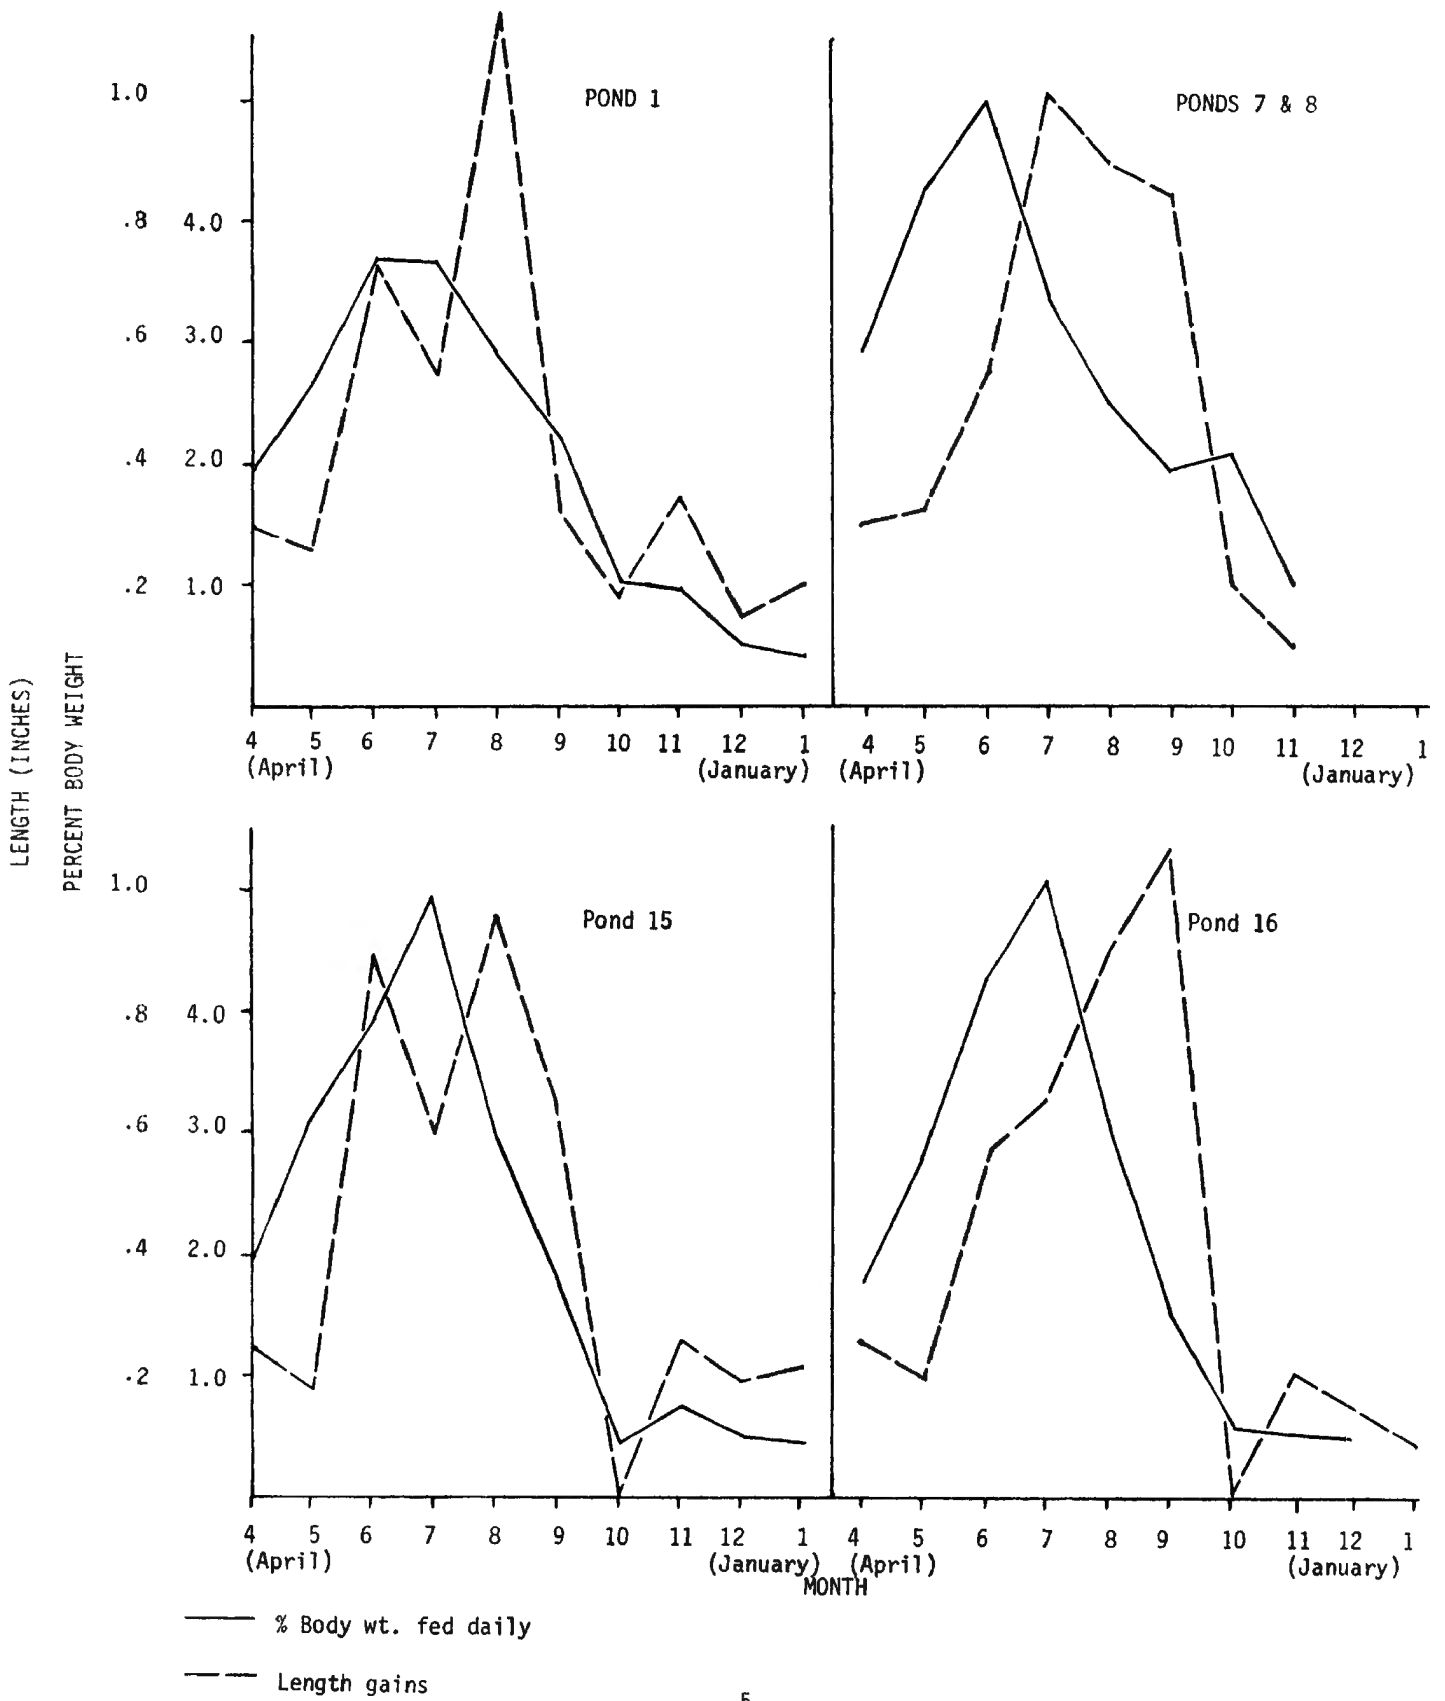 POND 1
PONDS 7 & 8
1.0
.8 4.0
.6 3.0
.4 2.0
.2 1.0
4 5 6 7 8 9 10 11 12 1
(April) (January)
4 5 6 7 8 9 10 11 12 1
(April) (January)
LENGTH (INCHES)
PERCENT BODY WEIGHT
Pond 15
Pond 16
1.0
.8 4.0
.6 3.0
.4 2.0
.2 1.0
4 5 6 7 8 9 10 11 12 1
(April) (January)
4 5 6 7 8 9 10 11 12 1
(April) (January)
MONTH
% Body wt. fed daily
Length gains
5